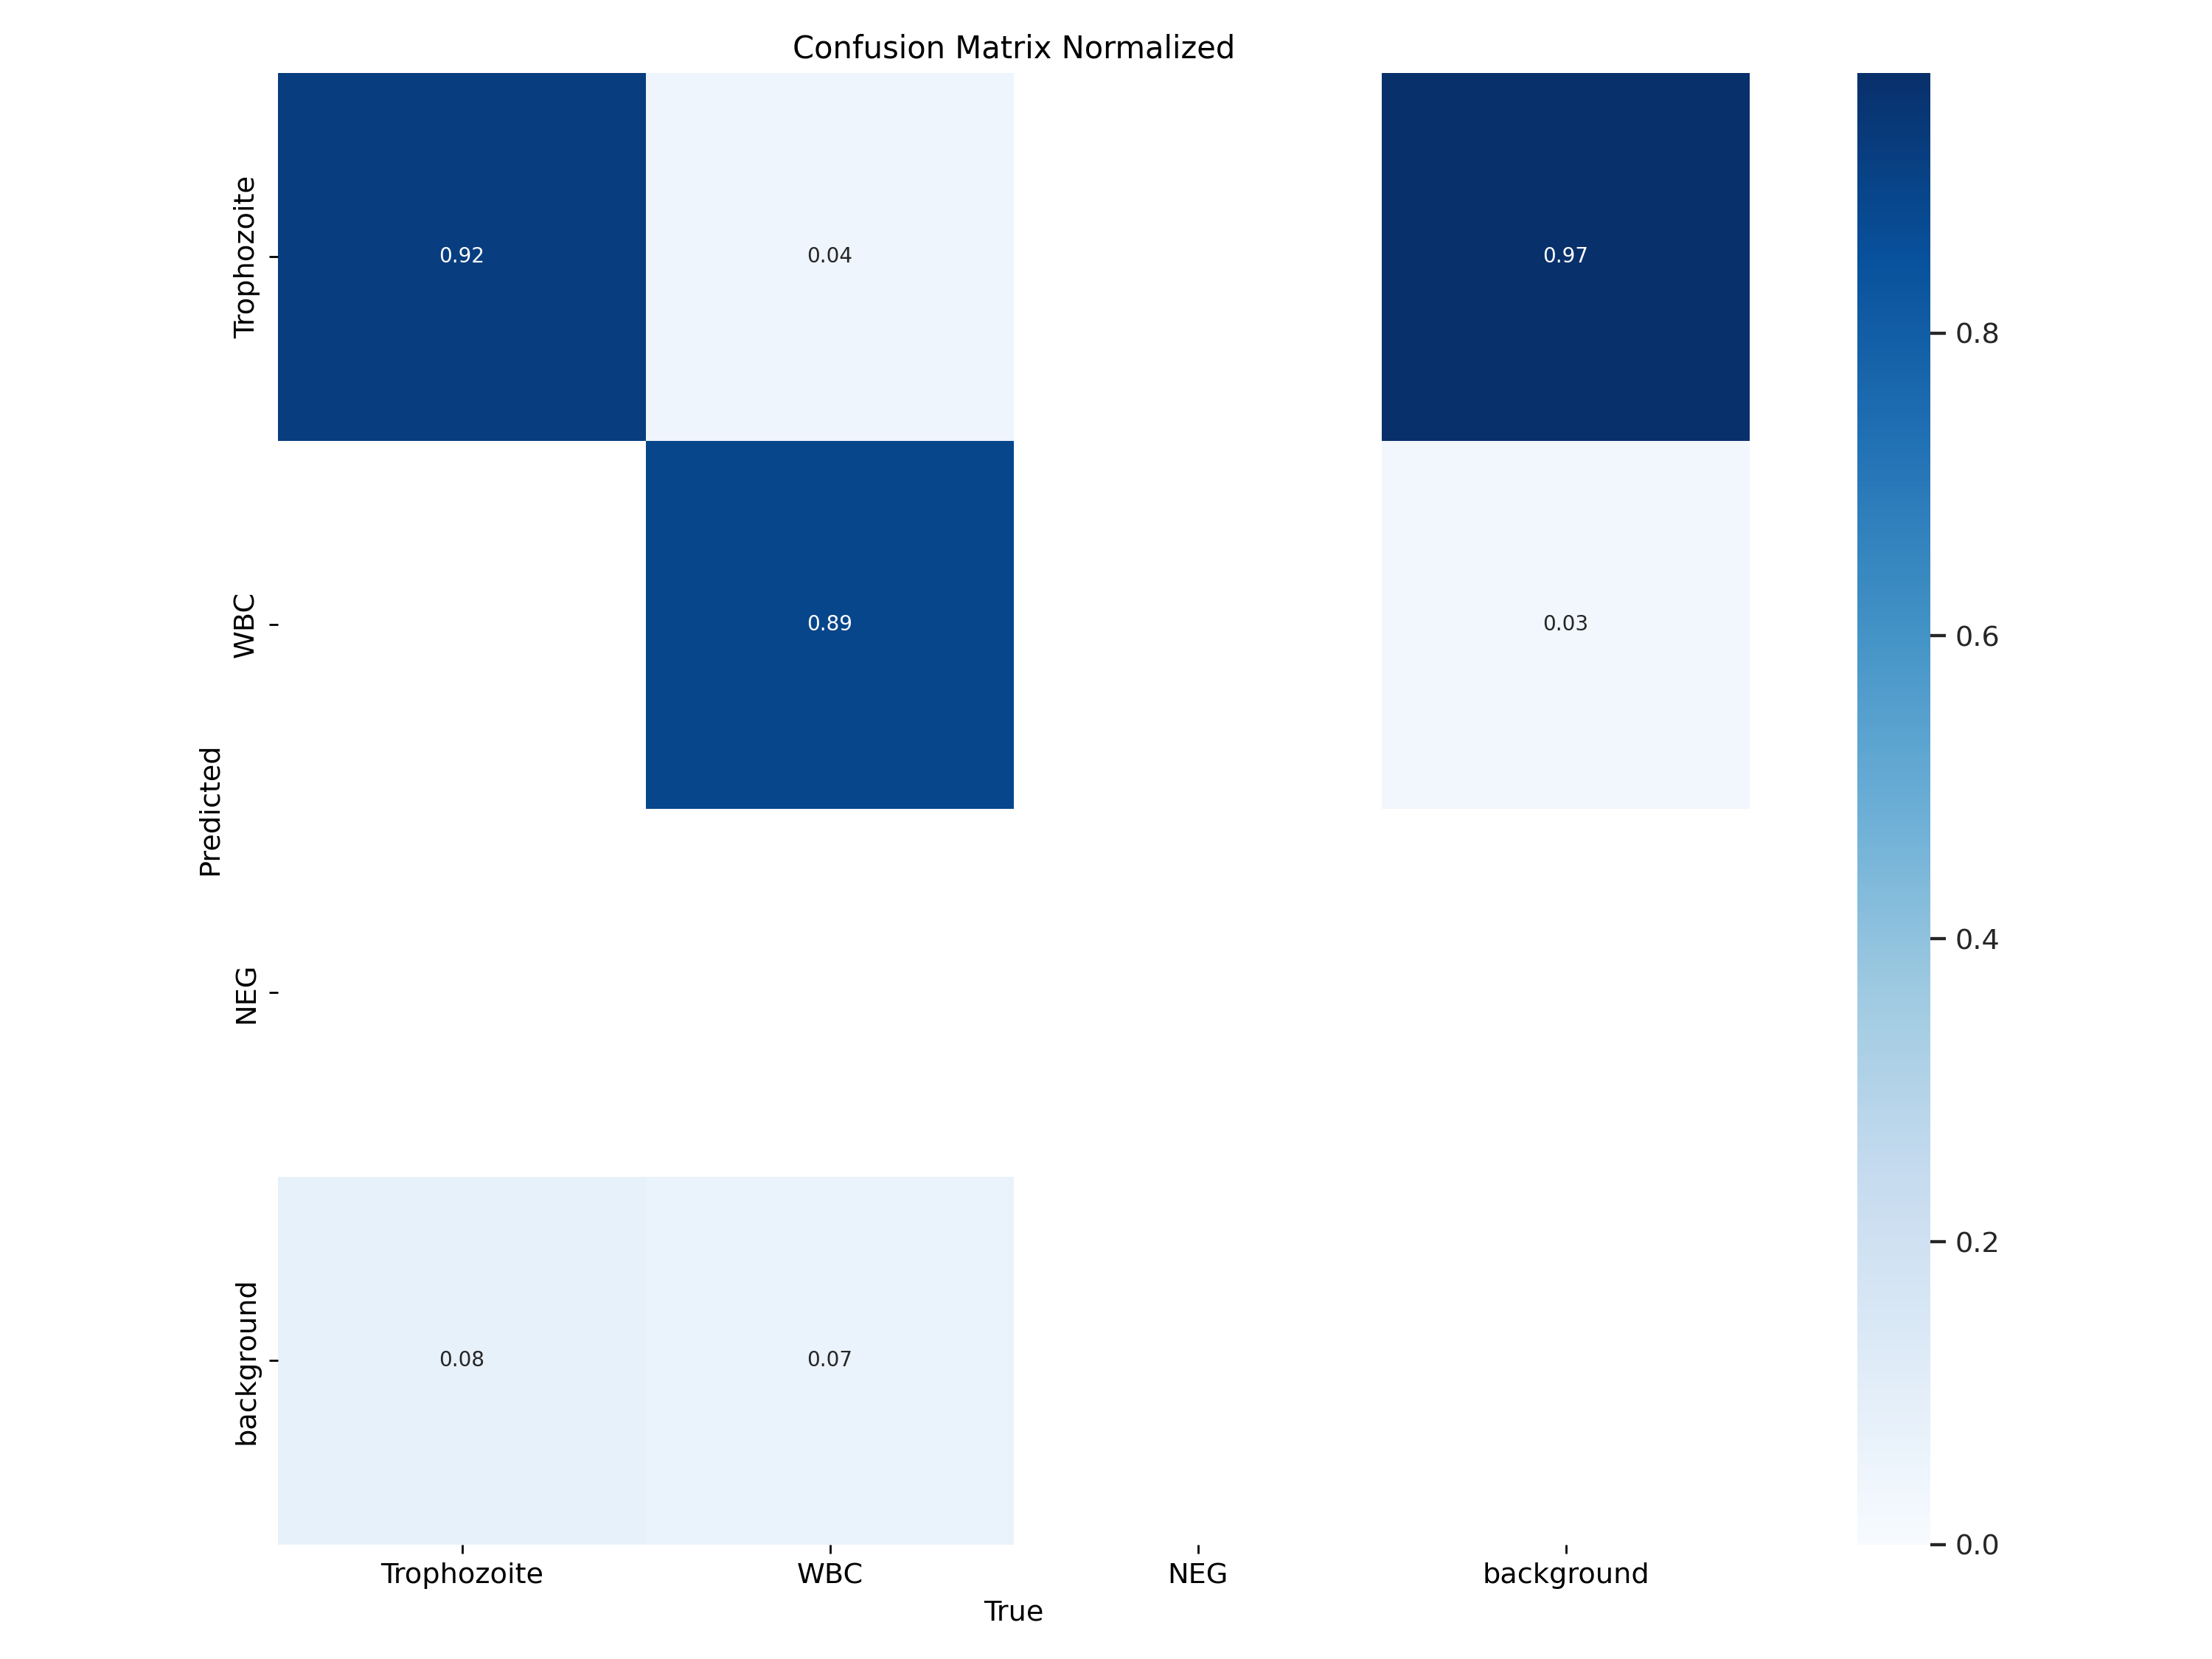 Confusion Matrix Normalized
Trophozoite
0.92
0.04
0.97
0.8
WBC
0.89
0.03
0.6
Predicted
0.4
NEG
0.2
background
0.08
0.07
0.0
Trophozoite
WBC
NEG
background
True